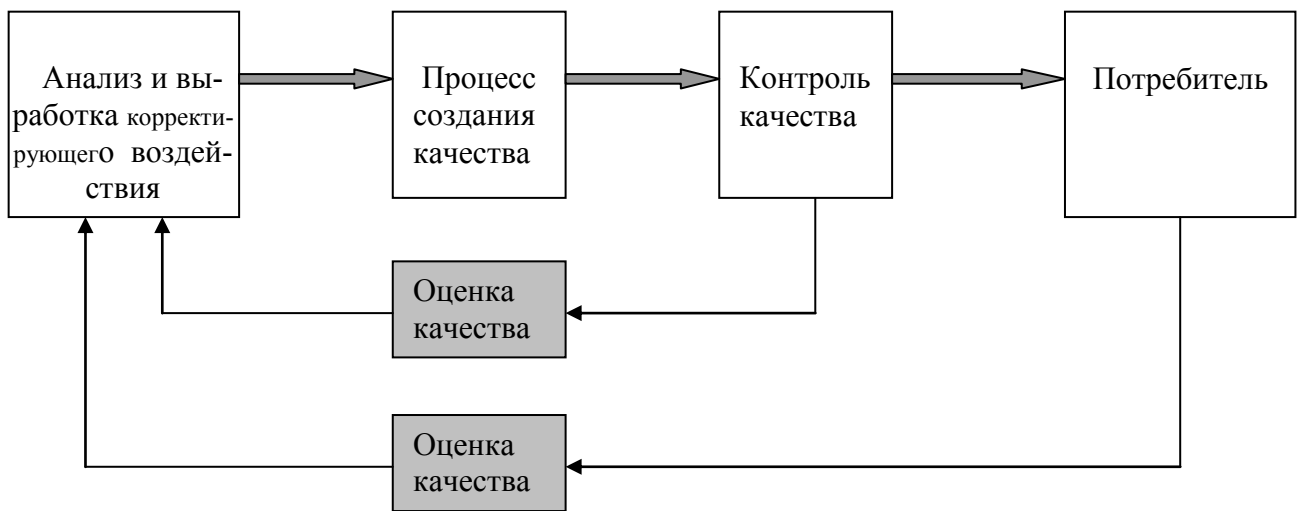 Анализ и вы-
работка корректи-
рующего воздей-
ствия
Процесс
создания
качества
Контроль
качества
Потребитель
Оценка
качества
Оценка
качества